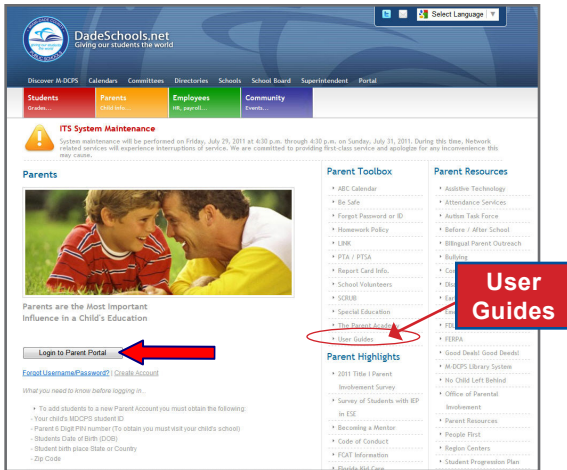 DadeSchools.net
Giving our students the world
Select Language
Discover M-DCPS Calendars Committees Directories Schools School Board Superintendent Portal
Students
Grades...
Parents
Child Info...
Employees
HR, payroll...
Community
Events...
ITS System Maintenance
System maintenance will be performed on Friday, July 29, 2011 at 4:30 p.m. through 4:30 p.m. on Sunday, July 31, 2011. During this time, Network
related services will experience interruptions of service. We are committed to providing first-class service and apologize for any inconvenience this
may cause.
Parents
Parents are the Most Important
Influence in a Child's Education
Login to Parent Portal
Forgot Username/Password? | Create Account
What you need to know before logging in..
To add students to a new Parent Account you must obtain the following:
- Your child's MDCPS student ID
- Parent 6 Digit PIN number (To obtain you must visit your child's school)
- Students Date of Birth (DOB)
- Student birth place State or Country
- Zip Code
Parent Toolbox
ABC Calendar
Be Safe
Forgot Password or ID
Homework Policy
LINK
PTA / PTSA
Report Card Info.
School Volunteers
SCRUB
Special Education
The Parent Academy
User Guides
Parent Highlights
2011 Title I Parent
Involvement Survey
Survey of Students with IEP
in ESE
Becoming a Mentor
Code of Conduct
FCAT Information
Florida Kid Care
Parent Resources
Assistive Technology
Attendance Services
Autism Task Force
Before / After School
Bilingual Parent Outreach
Bullying
User
Guides
FERPA
Good Deals! Good Deeds!
M-DCPS Library System
No Child Left Behind
Office of Parental
Involvement
Parent Resources
People First
Region Centers
Student Progression Plan